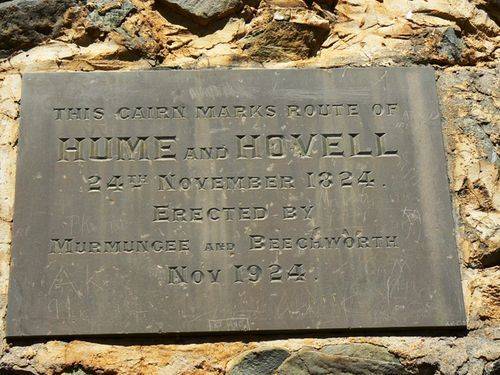 THIS CAIRN MARKS ROUTE OF
HUME AND HOVELL
24TH NOVEMBER 1824.
ERECTED BY
MURMUNGEE AND BEECHWORTH
NOV 1924.